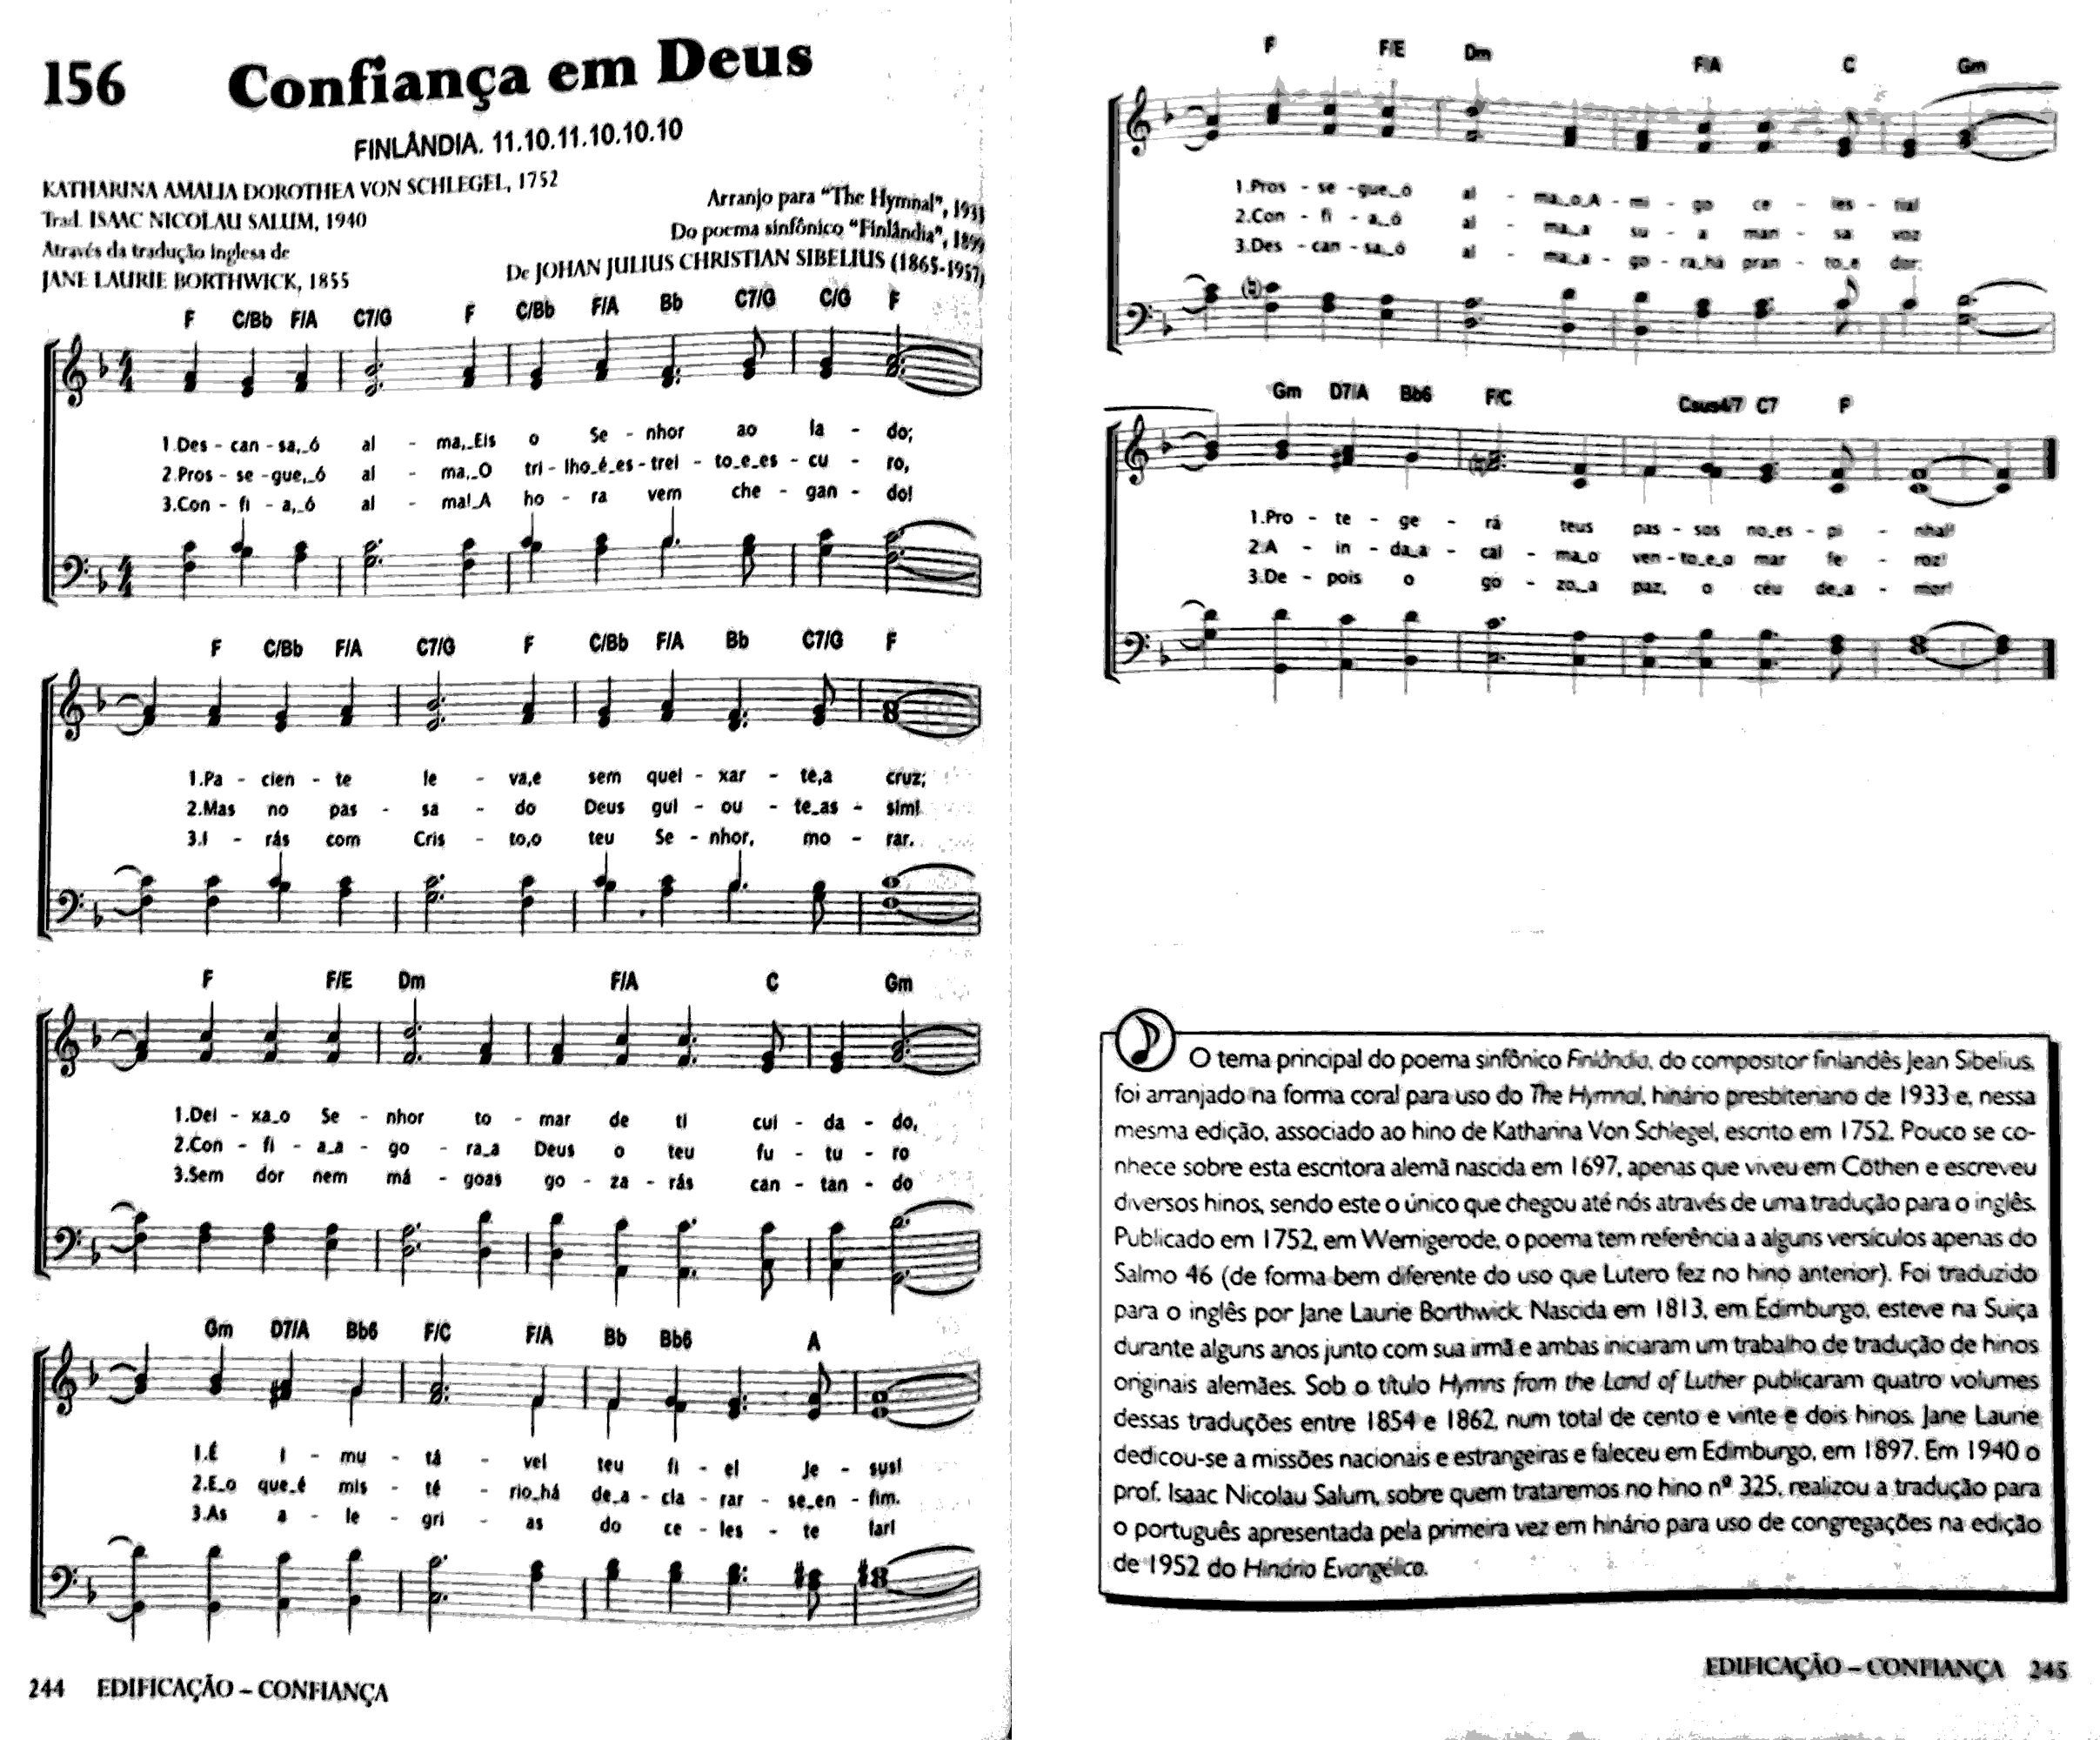 156 Confiança em Deus
FINLÂNDIA. 11.10.11.10.10.10
KATHARINA AMALIA DOROTHEA VON SCHLEGEL, 1752
Trad. ISAAC NICOLAU SALUM, 1940
Através da tradução inglesa de
JANE LAURIE BORTHWICK, 1855
Arranjo para “The Hymnal”, 1933
Do poema sinfônico “Finlândia”, 1899
De JOHAN JULIUS CHRISTIAN SIBELIUS (1865-1957)
F C/Bb F/A C7/G F C/Bb F/A Bb C7/G C/G F
1.Des - can - sa,_ó al - ma,_Eis o Se - nhor ao la - do;
2.Pros - se - gue,_ó al - ma._O tri - lho_é_es - trei - to_e_es - cu - ro,
3.Con - fi - a,_ó al - ma!_A ho - ra vem che - gan - do!
F C/Bb F/A C7/G F C/Bb F/A Bb C7/G F
1.Pa - cien - te le - va,e sem quei - xar - te,a cruz;
2.Mas no pas - sa - do Deus gui - ou - te_as - sim!
3.I - rás com Cris - to,o teu Se - nhor, mo - rar.
F F/E Dm F/A C Gm
1.Dei - xa_o Se - nhor to - mar de ti cui - da - do,
2.Con - fi - a_a - go - ra_a Deus o teu fu - tu - ro
3.Sem dor nem má - goas go - za - rás can - tan - do
Gm D7/A Bb6 F/C F/A Bb Bb6 A
1.É i - mu - tá - vel teu fi - el Je - sus!
2.E_o que_é mis - té - rio_há de_a - cla - rar - se_en - fim.
3.As a - le - gri - as do ce - les - te lar!
244 EDIFICAÇÃO – CONFIANÇA
F F/E Dm F/A C Gm
1.Pros - se - gue,_ó al - ma,_o_A - mi - go ce - les - tial
2.Con - fi - a,_ó al - ma,_a su - a man - sa voz
3.Des - can - sa,_ó al - ma,_a - go - ra_há pran - to_e dor:
Gm D7/A Bb6 F/C Csus4/7 C7 F
1.Pro - te - ge - rá teus pas - sos no_es - pi - nhal!
2.A - in - da_a - cal - ma_o ven - to_e_o mar fe - roz!
3.De - pois o go - zo,_a paz, o céu de_a - mor!
O tema principal do poema sinfônico Finlândia, do compositor finlandês Jean Sibelius,
foi arranjado na forma coral para uso do The Hymnal, hinário presbiteriano de 1933 e, nessa
mesma edição, associado ao hino de Katharina Von Schlegel, escrito em 1752. Pouco se co-
nhece sobre esta escritora alemã nascida em 1697, apenas que viveu em Cöthen e escreveu
diversos hinos, sendo este o único que chegou até nós através de uma tradução para o inglês.
Publicado em 1752, em Wernigerode, o poema tem referência a alguns versículos apenas do
Salmo 46 (de forma bem diferente do uso que Lutero fez no hino anterior). Foi traduzido
para o inglês por Jane Laurie Borthwick. Nascida em 1813, em Edimburgo, esteve na Suiça
durante alguns anos junto com sua irmã e ambas iniciaram um trabalho de tradução de hinos
originais alemães. Sob o título Hymns from the Land of Luther publicaram quatro volumes
dessas traduções entre 1854 e 1862, num total de cento e vinte e dois hinos. Jane Laurie
dedicou-se a missões nacionais e estrangeiras e faleceu em Edimburgo, em 1897. Em 1940 o
prof. Isaac Nicolau Salum, sobre quem trataremos no hino nº 325, realizou a tradução para
o português apresentada pela primeira vez em hinário para uso de congregações na edição
de 1952 do Hinário Evangélico.
EDIFICAÇÃO – CONFIANÇA 245